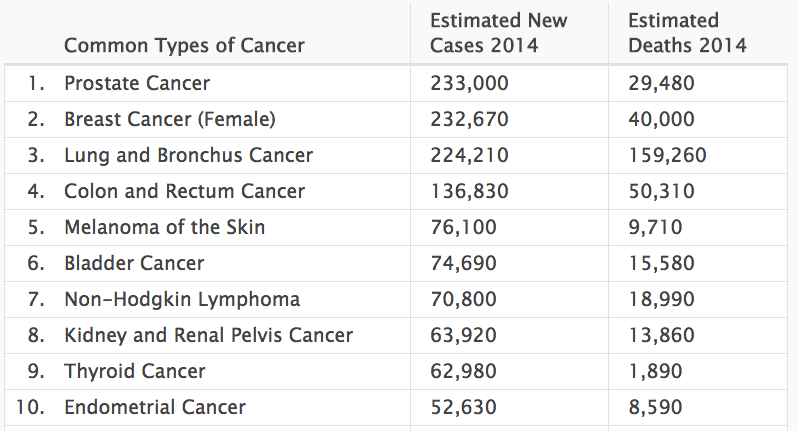 Common Types of Cancer Estimated New Cases 2014 Estimated Deaths 2014
1. Prostate Cancer 233,000 29,480
2. Breast Cancer (Female) 232,670 40,000
3. Lung and Bronchus Cancer 224,210 159,260
4. Colon and Rectum Cancer 136,830 50,310
5. Melanoma of the Skin 76,100 9,710
6. Bladder Cancer 74,690 15,580
7. Non-Hodgkin Lymphoma 70,800 18,990
8. Kidney and Renal Pelvis Cancer 63,920 13,860
9. Thyroid Cancer 62,980 1,890
10. Endometrial Cancer 52,630 8,590